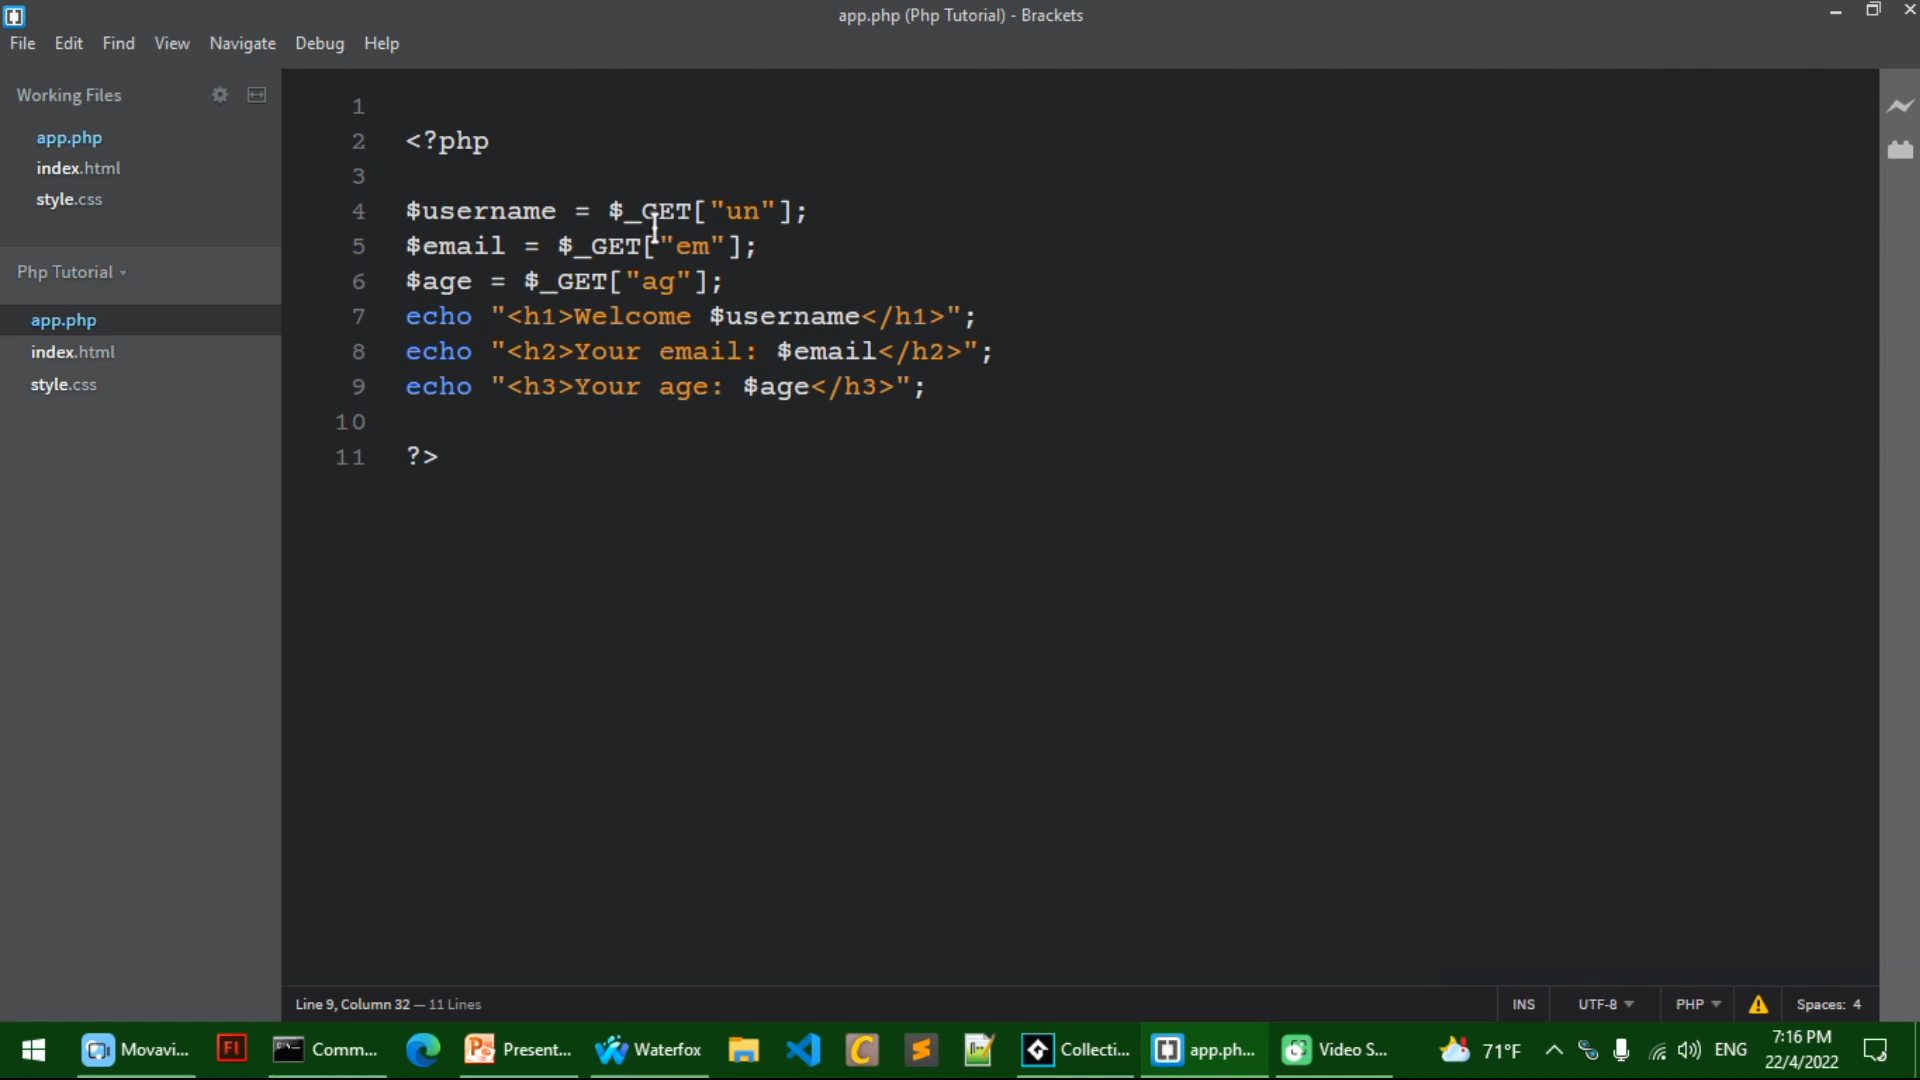 app.php (Php Tutorial) - Brackets
File Edit Find View Navigate Debug Help
Working Files
app.php
index.html
style.css
Php Tutorial
app.php
index.html
style.css
1
2 <?php
3
4 $username = $_GET["un"];
5 $email = $_GET["em"];
6 $age = $_GET["ag"];
7 echo "<h1>Welcome $username</h1>";
8 echo "<h2>Your email: $email</h2>";
9 echo "<h3>Your age: $age</h3>";
10
11 ?>
Line 9, Column 32 — 11 Lines
INS UTF-8 PHP Spaces: 4
Movavi... Fl Comm... Present... Waterfox Collecti... app.ph... Video S... 71°F ENG 7:16 PM
22/4/2022